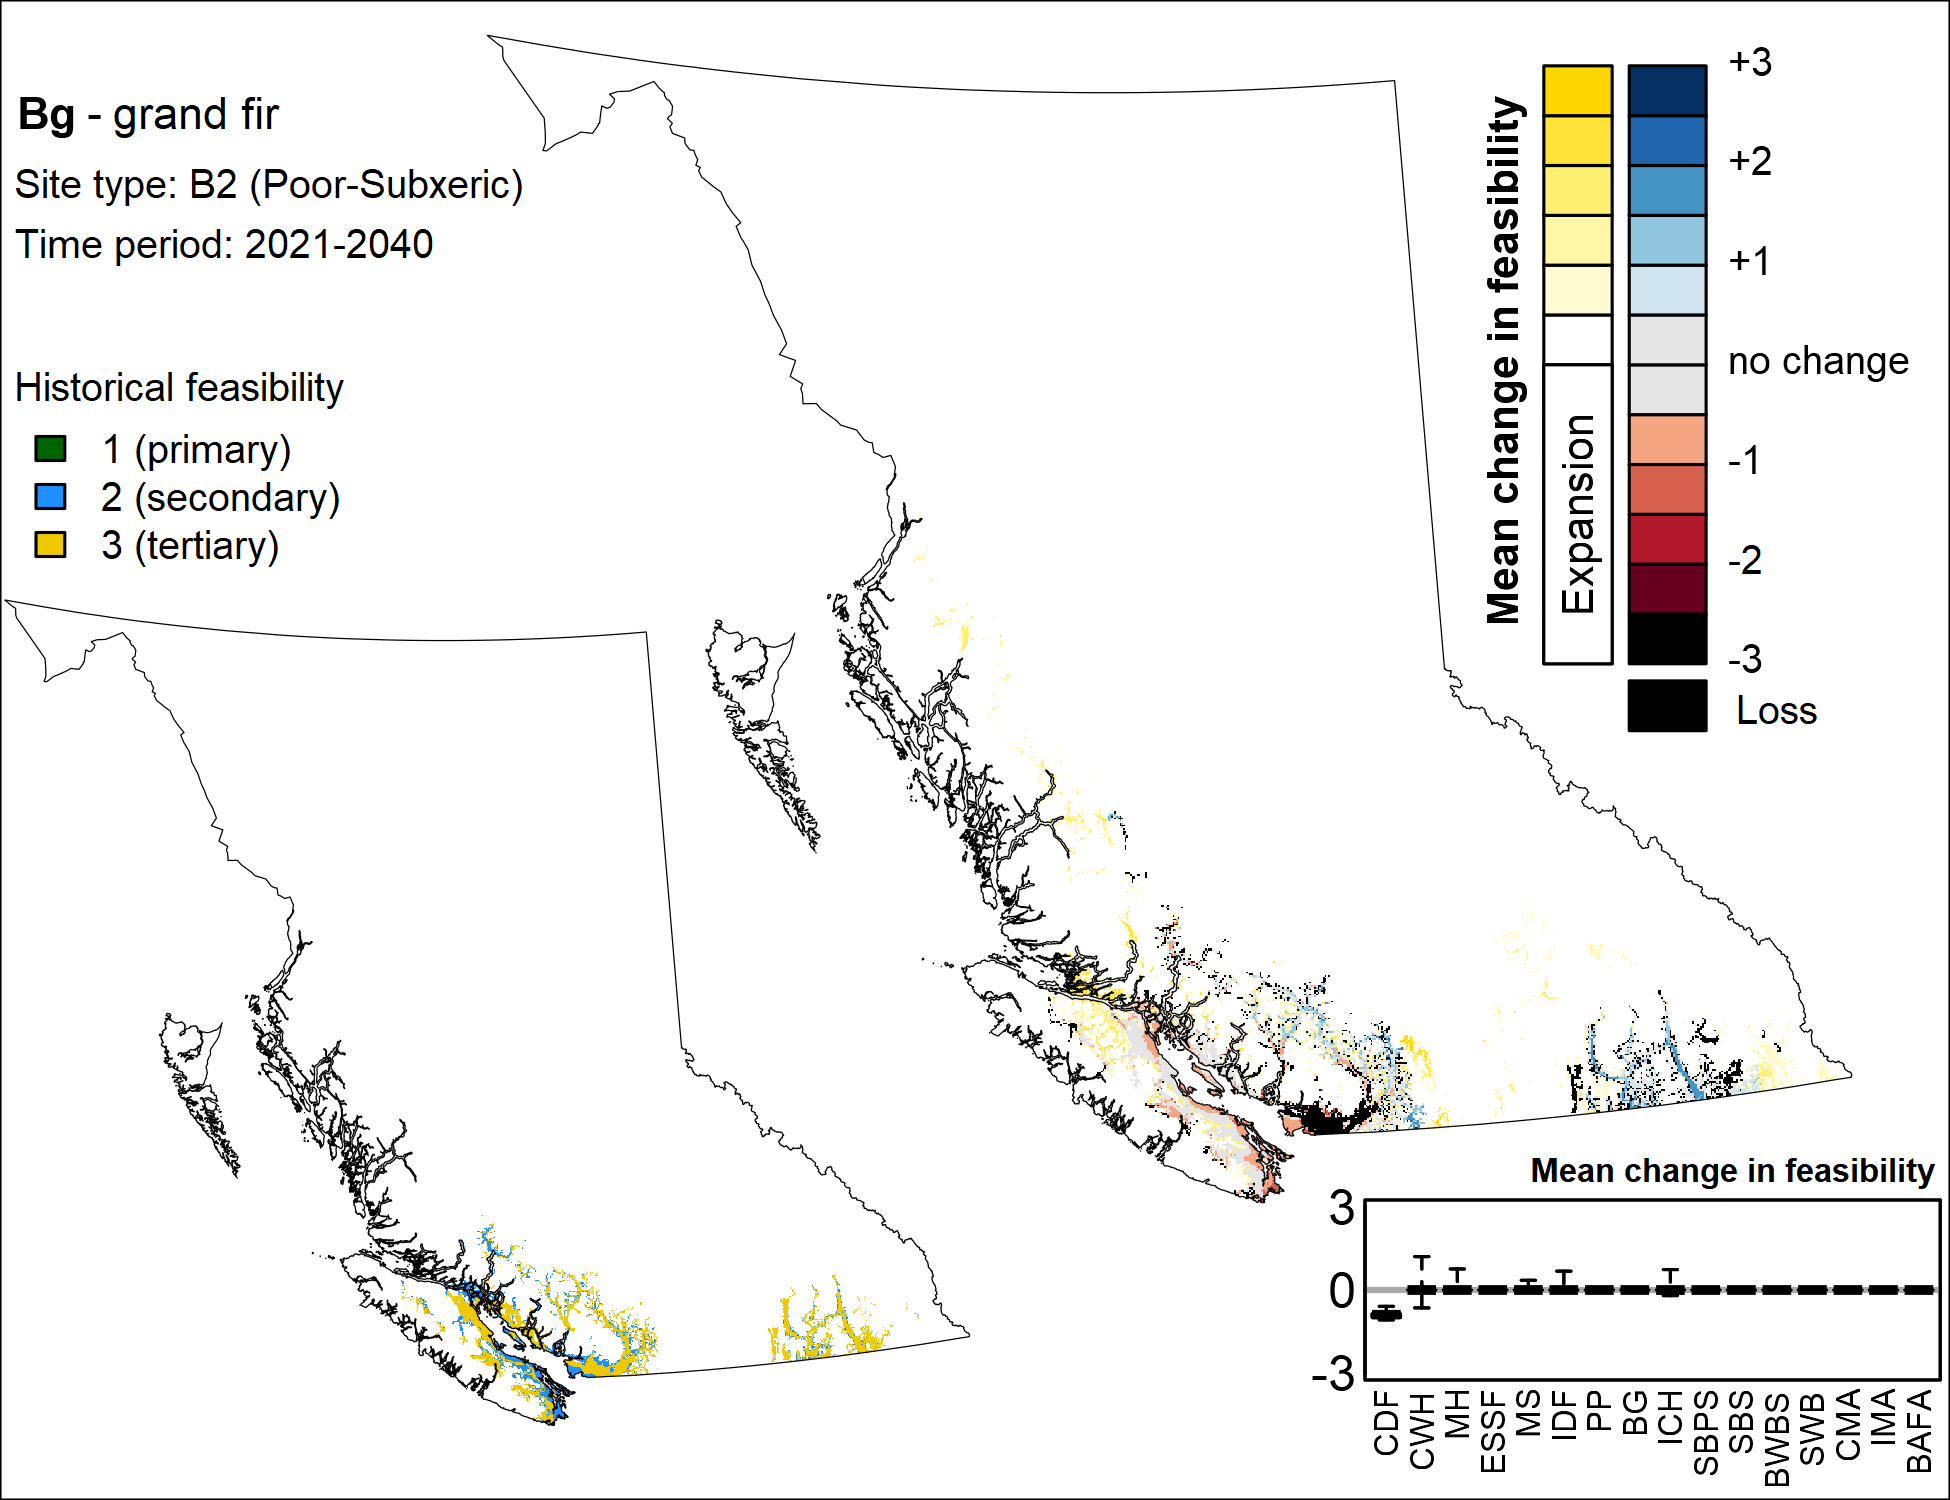 Bg - grand fir
Site type: B2 (Poor-Subxeric)
Time period: 2021-2040
Historical feasibility
1 (primary)
2 (secondary)
3 (tertiary)
Mean change in feasibility
Expansion
+3
+2
+1
no change
-1
-2
-3
Loss
Mean change in feasibility
3
0
-3
CDF
CWH
MH
ESSF
MS
IDF
PP
BG
ICH
SBPS
SBS
BWBS
SWB
CMA
IMA
BAFA